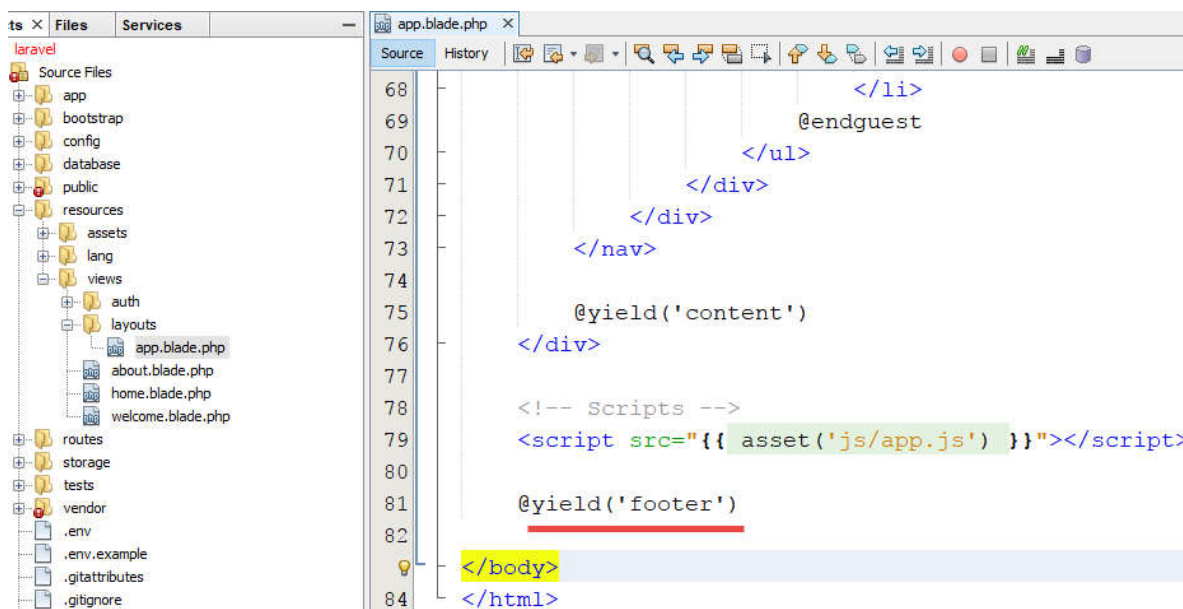 ts × Files Services
laravel
Source Files
app
bootstrap
config
database
public
resources
assets
lang
views
auth
layouts
app.blade.php
about.blade.php
home.blade.php
welcome.blade.php
routes
storage
tests
vendor
.env
.env.example
.gitattributes
.gitignore
app.blade.php ×
Source History
68 </li>
69 @endguest
70 </ul>
71 </div>
72 </div>
73 </nav>
74
75 @yield('content')
76 </div>
77
78 <!-- Scripts -->
79 <script src="{{ asset('js/app.js') }}"></script>
80
81 @yield('footer')
82
</body>
84 </html>